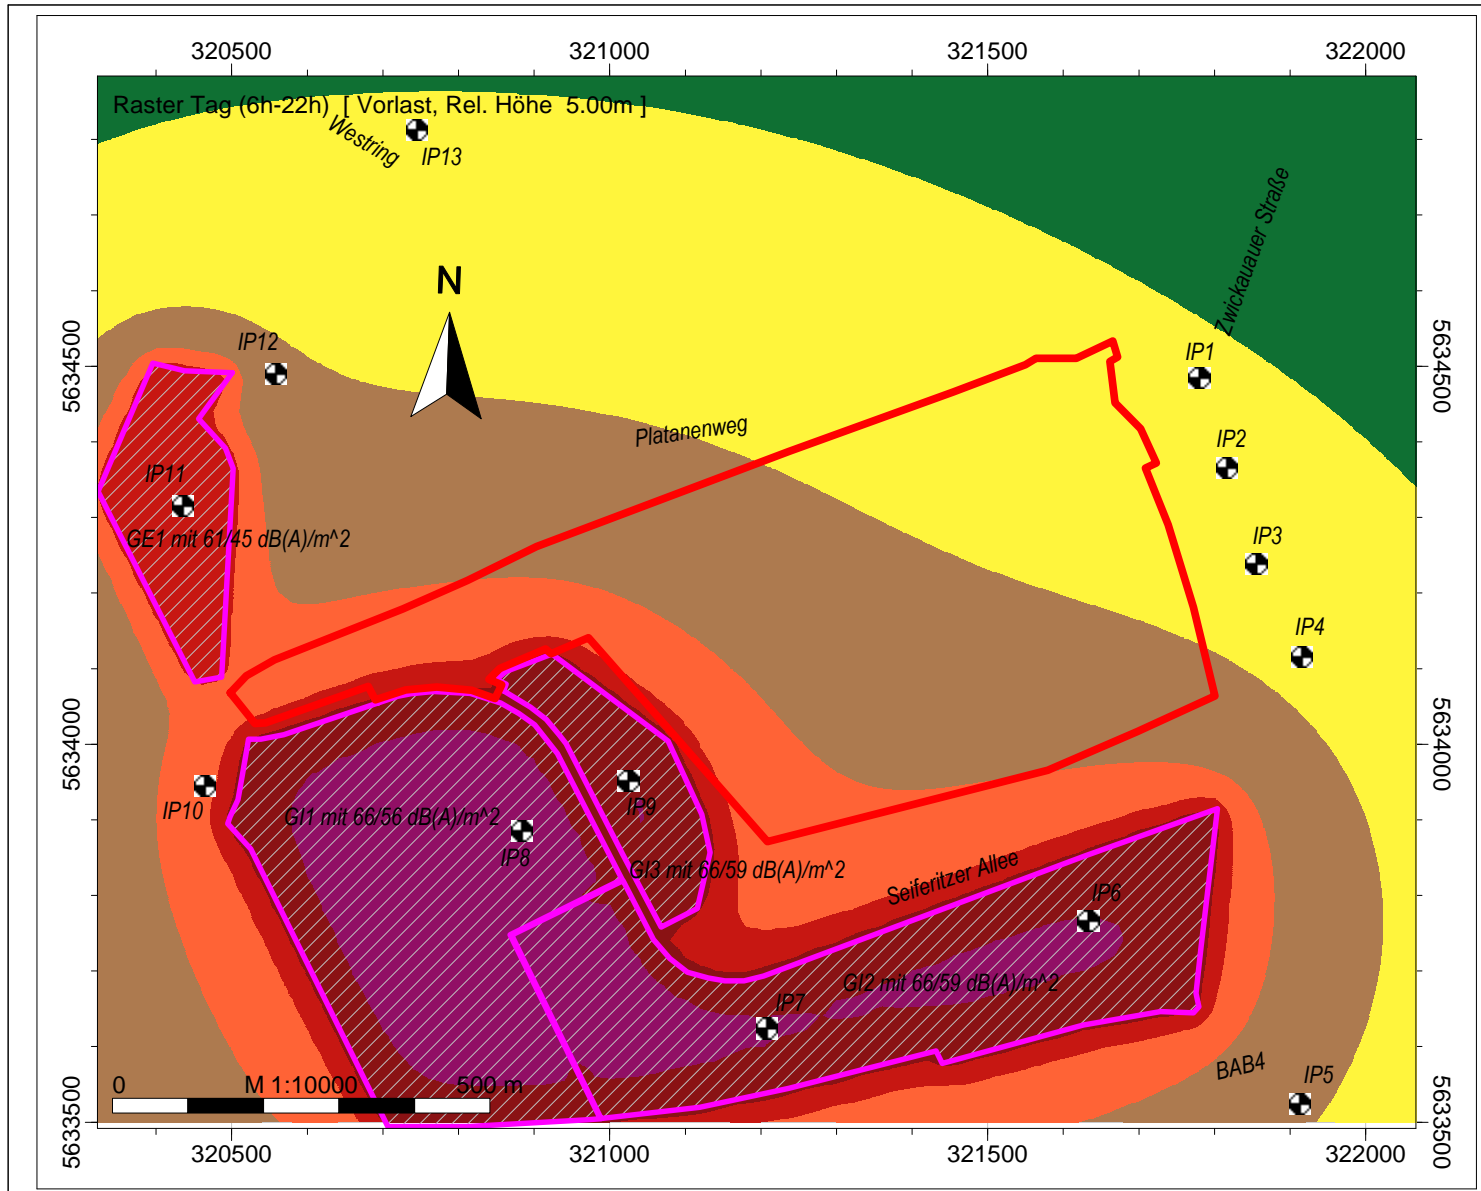 320500 321000 321500 322000
Raster Tag (6h-22h) [ Vorlast, Rel. Höhe 5.00m ]
Westring
IP13
Zwickauauer Straße
N
5634500
IP12
IP1
5634500
Platanenweg
IP2
IP11
GE1 mit 61/45 dB(A)/m^2
IP3
IP4
5634000
5634000
IP10
GI1 mit 66/56 dB(A)/m^2
IP9
IP8
GI3 mit 66/59 dB(A)/m^2
Seiferitzer Allee
IP6
GI2 mit 66/59 dB(A)/m^2
IP7
BAB4
IP5
0 M 1:10000 500 m
5633500
5633500
320500 321000 321500 322000